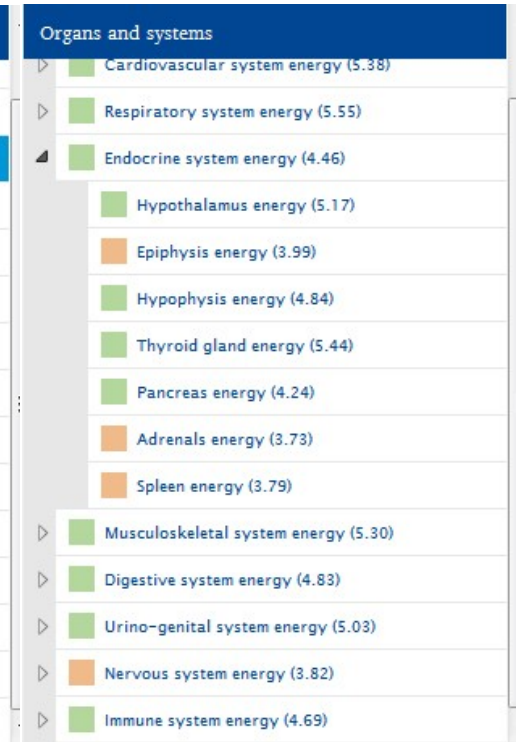 Organs and systems
Cardiovascular system energy (5.38)
Respiratory system energy (5.55)
Endocrine system energy (4.46)
Hypothalamus energy (5.17)
Epiphysis energy (3.99)
Hypophysis energy (4.84)
Thyroid gland energy (5.44)
Pancreas energy (4.24)
Adrenals energy (3.73)
Spleen energy (3.79)
Musculoskeletal system energy (5.30)
Digestive system energy (4.83)
Urino-genital system energy (5.03)
Nervous system energy (3.82)
Immune system energy (4.69)